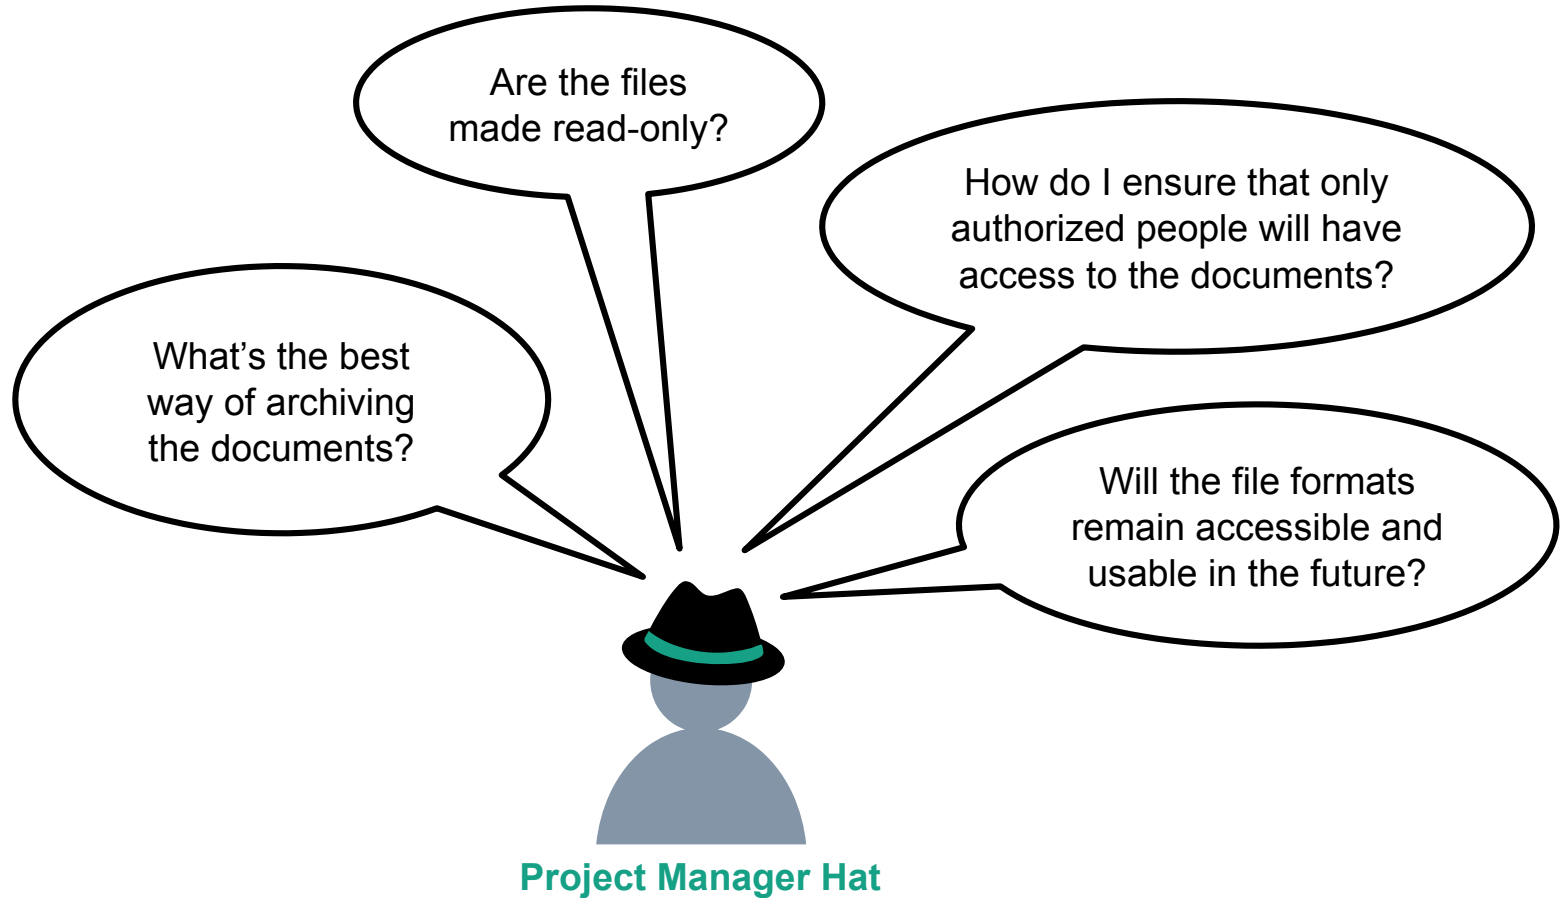 Are the files
made read-only?
How do I ensure that only
authorized people will have
access to the documents?
What’s the best
way of archiving
the documents?
Will the file formats
remain accessible and
usable in the future?
Project Manager Hat